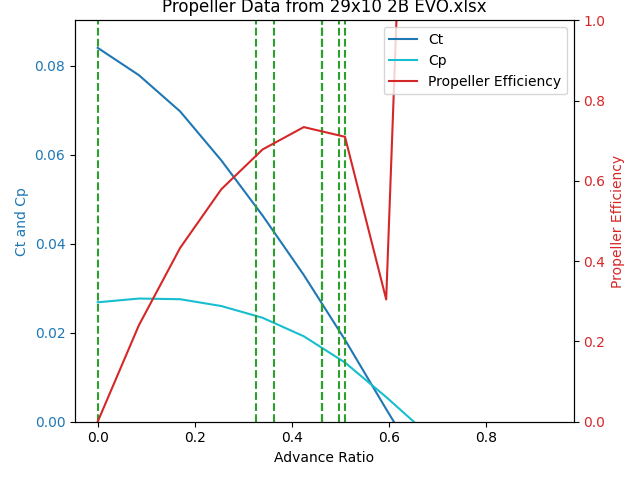 Propeller Data from 29x10 2B EVO.xlsx
Ct
Cp
Propeller Efficiency
Ct and Cp
0.08
0.06
0.04
0.02
0.00
1.0
0.8
0.6
0.4
0.2
0.0
Propeller Efficiency
0.0 0.2 0.4 0.6 0.8
Advance Ratio